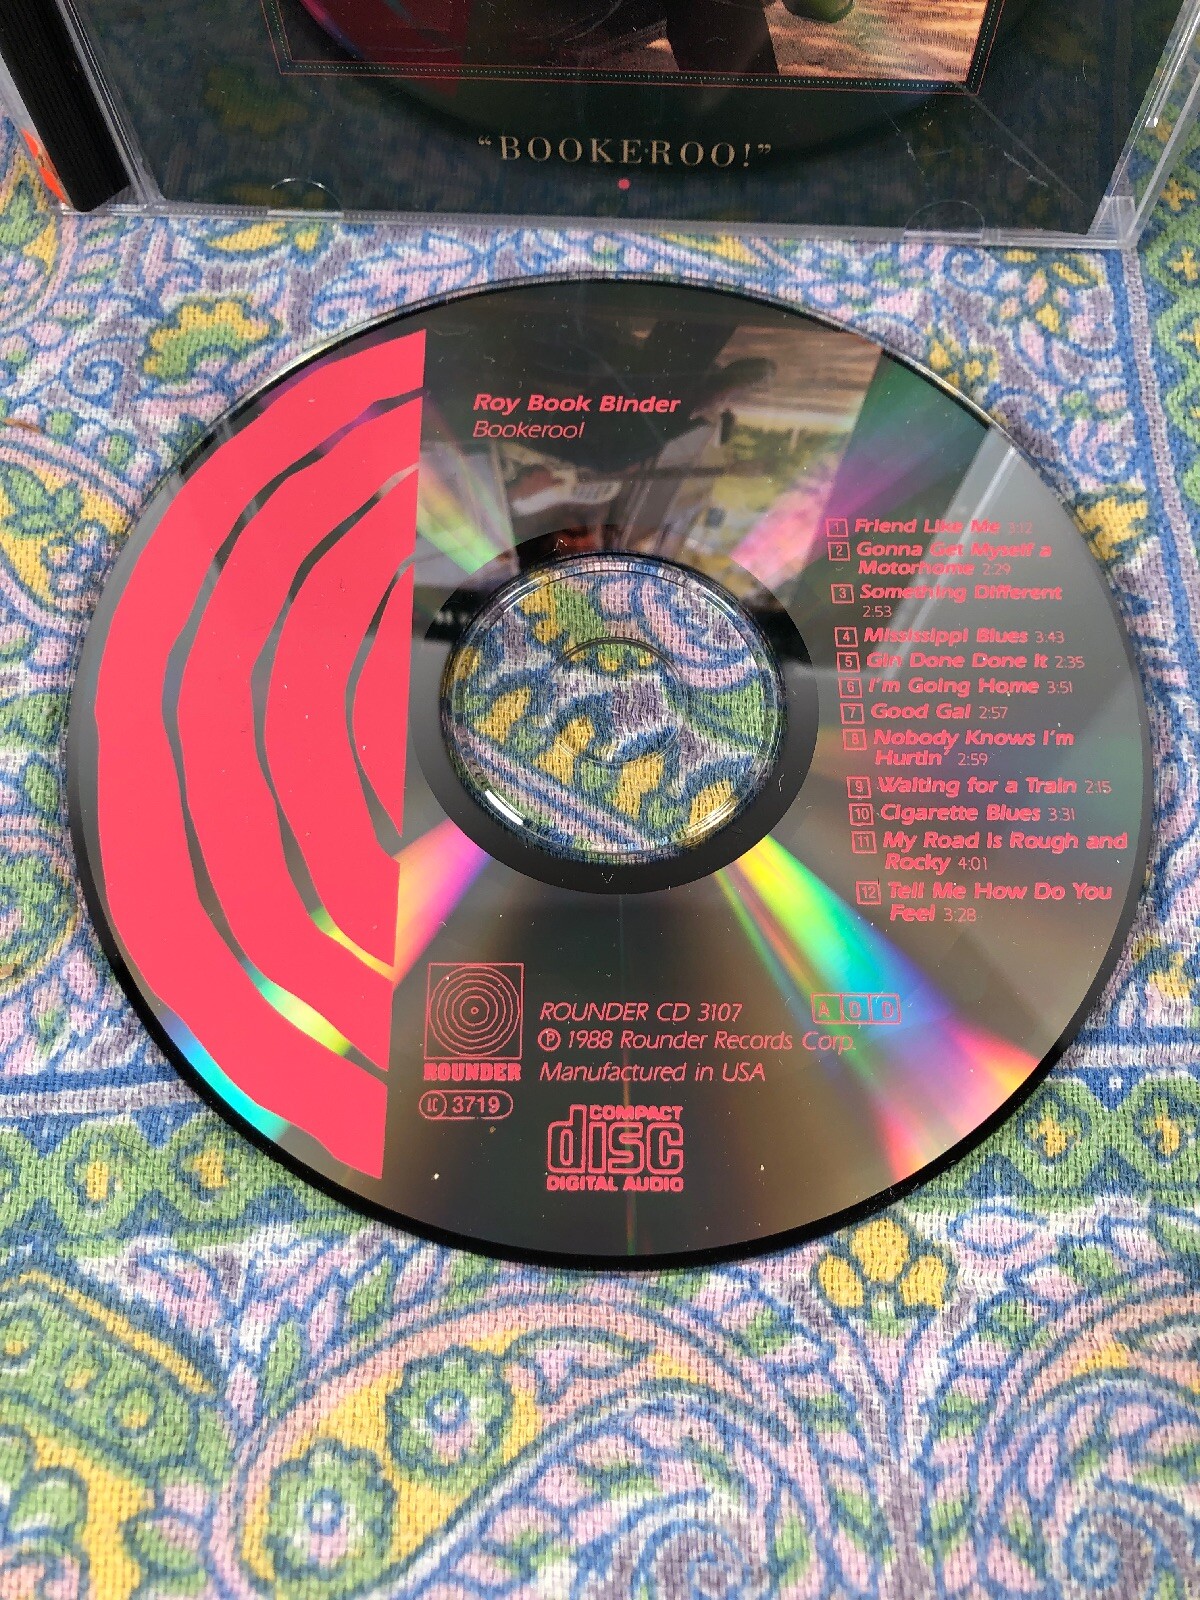 “BOOKE·ROO!”
Roy Book Binder
Bookeroo!
1 Friend Like Me 3:12
2 Gonna Get Myself a
Motorhome 2:29
3 Something Different
2:53
4 Mississippi Blues 3:43
5 Gin Done Done It 2:35
6 I'm Going Home 3:51
7 Good Gal 2:57
8 Nobody Knows I'm
Hurtin' 2:59
9 Waiting for a Train 2:15
10 Cigarette Blues 3:31
11 My Road Is Rough and
Rocky 4:01
12 Tell Me How Do You
Feel 3:28
ROUNDER CD 3107
A D D
Ⓟ 1988 Rounder Records Corp.
ROUNDER
Manufactured in USA
LC 3719
COMPACT
disc
DIGITAL AUDIO